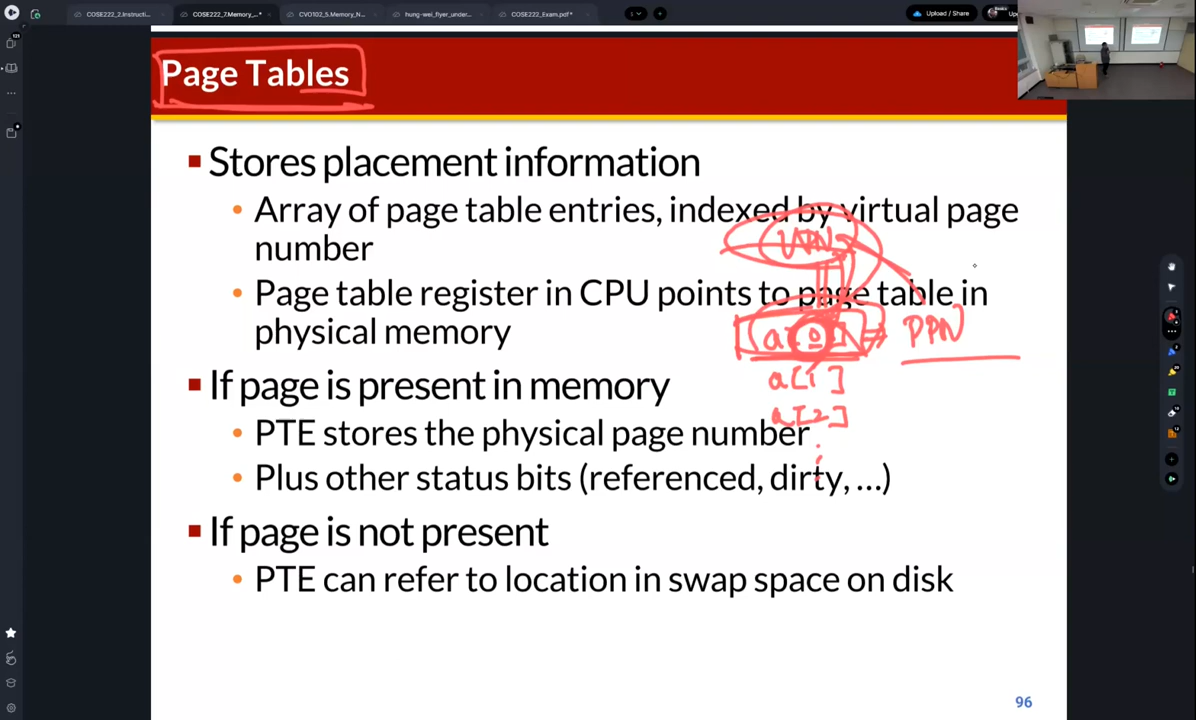 COSE222_2.Instructi...
COSE222_7.Memory_...*
CVO102_5.Memory_N...
hung-wei_flyer_under...
COSE222_Exam.pdf*
Upload / Share
Page Tables
Stores placement information
Array of page table entries, indexed by virtual page
number
VPN
Page table register in CPU points to page table in
physical memory
a[0] ⇒ PPN
a[1]
If page is present in memory
a[2]
PTE stores the physical page number
⋮
Plus other status bits (referenced, dirty, ...)
If page is not present
PTE can refer to location in swap space on disk
96